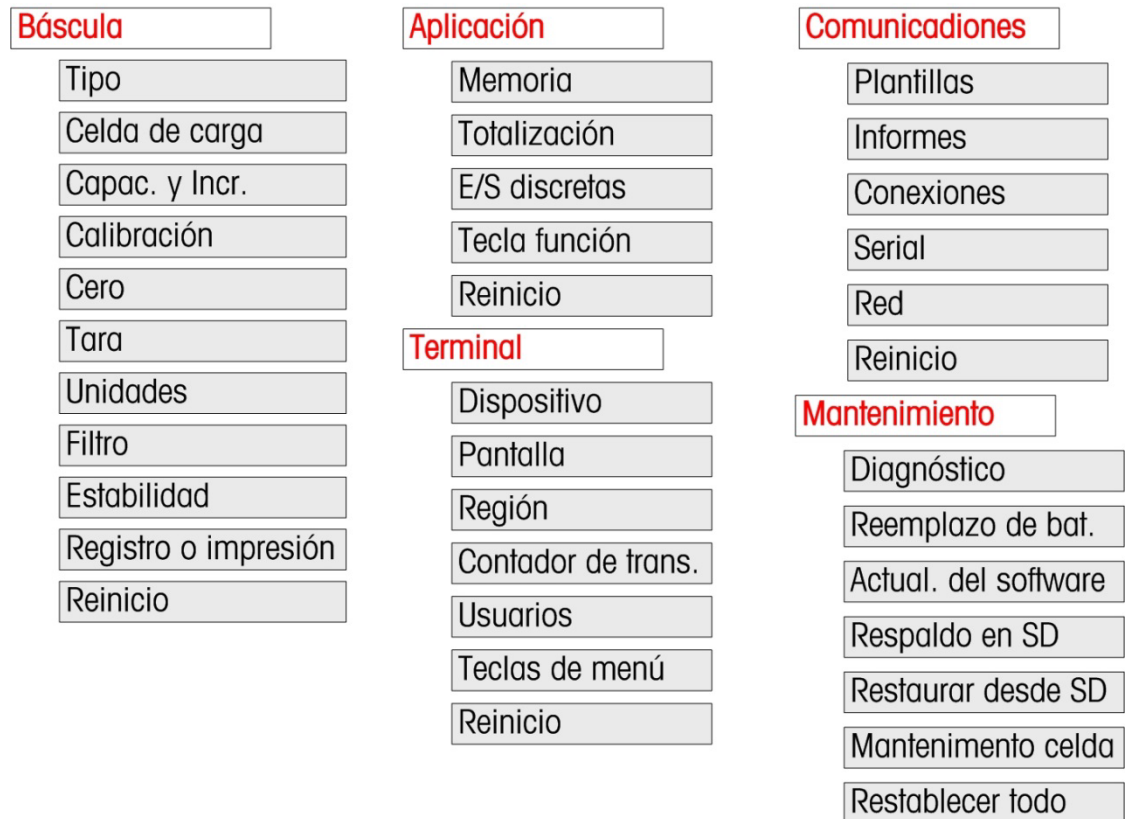 Báscula
Tipo
Celda de carga
Capac. y Incr.
Calibración
Cero
Tara
Unidades
Filtro
Estabilidad
Registro o impresión
Reinicio
Aplicación
Memoria
Totalización
E/S discretas
Tecla función
Reinicio
Terminal
Dispositivo
Pantalla
Región
Contador de trans.
Usuarios
Teclas de menú
Reinicio
Comunicadiones
Plantillas
Informes
Conexiones
Serial
Red
Reinicio
Mantenimiento
Diagnóstico
Reemplazo de bat.
Actual. del software
Respaldo en SD
Restaurar desde SD
Mantenimento celda
Restablecer todo